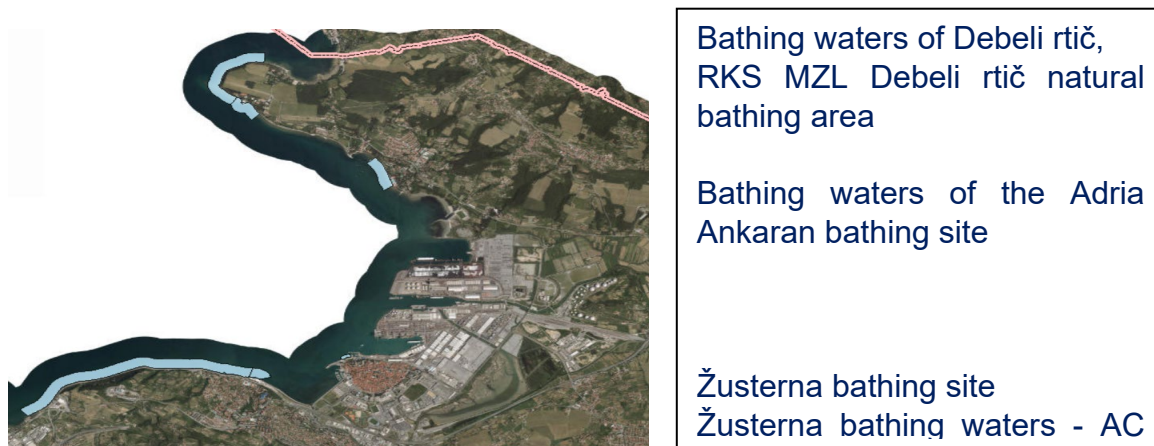 Bathing waters of Debeli rtič,
RKS MZL Debeli rtič natural
bathing area
Bathing waters of the Adria
Ankaran bathing site
Žusterna bathing site
Žusterna bathing waters - AC